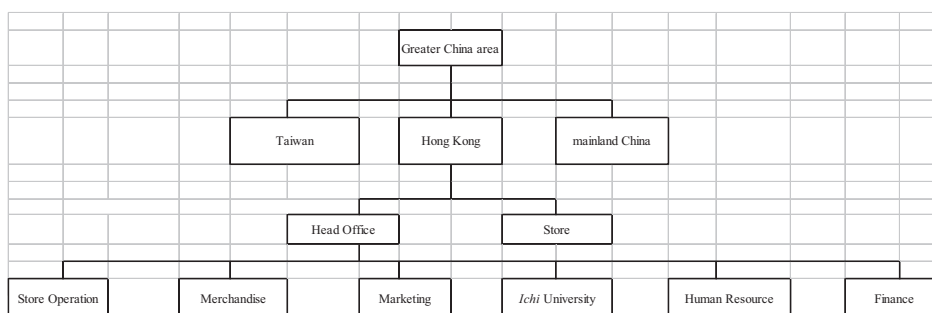 Greater China area
Taiwan
Hong Kong
mainland China
Head Office
Store
Store Operation
Merchandise
Marketing
Ichi University
Human Resource
Finance